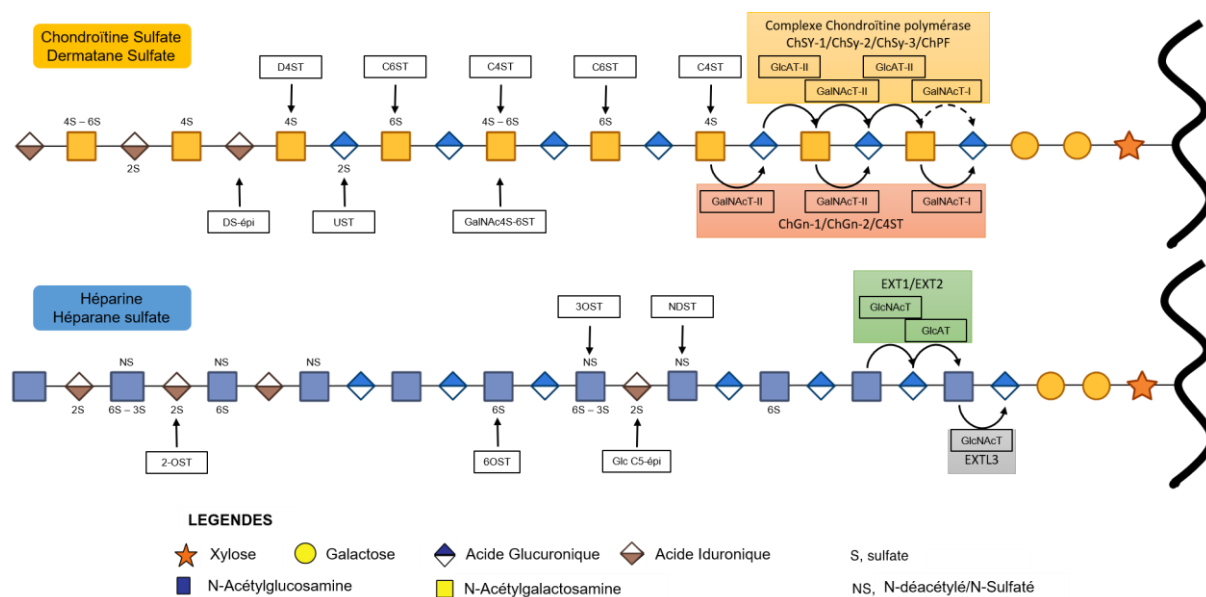 Chondroïtine Sulfate
Dermatane Sulfate
Complexe Chondroïtine polymérase
ChSY-1/ChSy-2/ChSy-3/ChPF
D4ST
C6ST
C4ST
C6ST
C4ST
GlcAT-II
GlcAT-II
GalNAcT-II
GalNAcT-I
4S – 6S
4S
4S
6S
4S – 6S
6S
4S
2S
2S
DS-épi
UST
GalNAc4S-6ST
GalNAcT-II
GalNAcT-II
GalNAcT-I
ChGn-1/ChGn-2/C4ST
Héparine
Héparane sulfate
EXT1/EXT2
3OST
NDST
GlcNAcT
GlcAT
NS
NS
NS
NS
NS
2S
6S – 3S
2S
6S
6S
6S – 3S
2S
6S
2-OST
6OST
Glc C5-épi
GlcNAcT
EXTL3
LEGENDES
Xylose
Galactose
Acide Glucuronique
Acide Iduronique
S, sulfate
N-Acétylglucosamine
N-Acétylgalactosamine
NS, N-déacétylé/N-Sulfaté